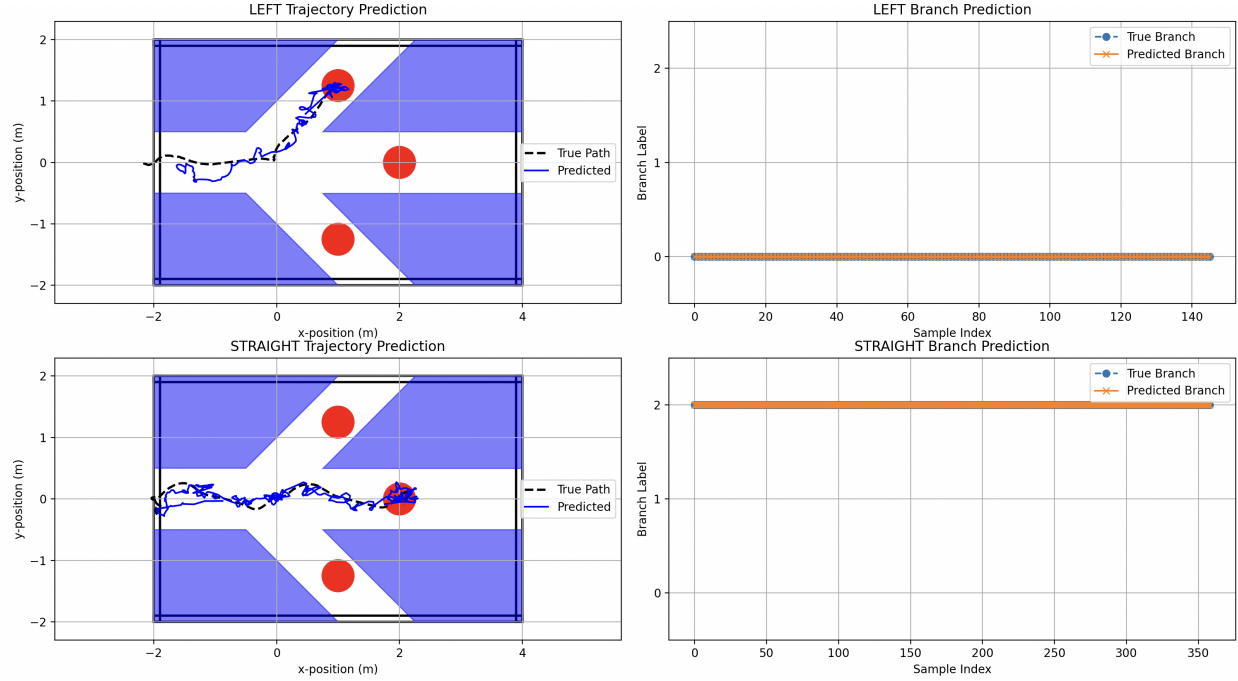 LEFT Trajectory Prediction
2
1
0
−1
−2
y-position (m)
True Path
Predicted
−2
0
2
4
x-position (m)
LEFT Branch Prediction
True Branch
Predicted Branch
2
1
0
Branch Label
0
20
40
60
80
100
120
140
Sample Index
STRAIGHT Trajectory Prediction
2
1
0
−1
−2
y-position (m)
True Path
Predicted
−2
0
2
4
x-position (m)
STRAIGHT Branch Prediction
True Branch
Predicted Branch
2
1
0
Branch Label
0
50
100
150
200
250
300
350
Sample Index